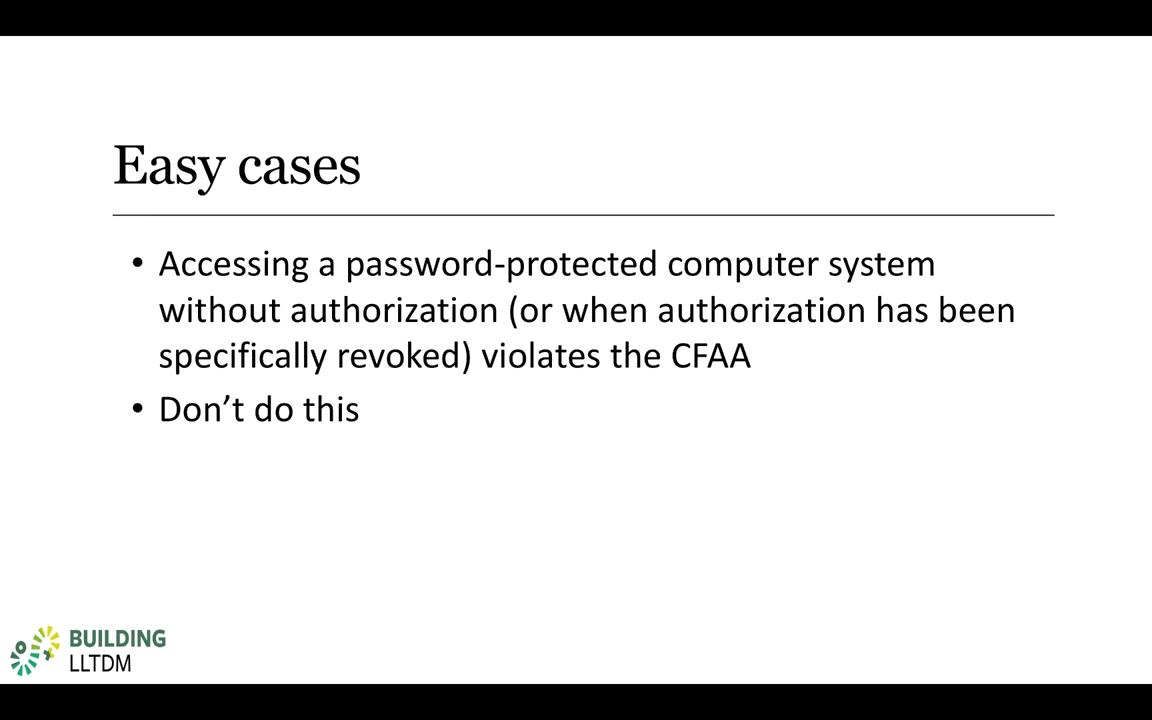 Easy cases
• Accessing a password-protected computer system
without authorization (or when authorization has been
specifically revoked) violates the CFAA
• Don’t do this
BUILDING
LLTDM